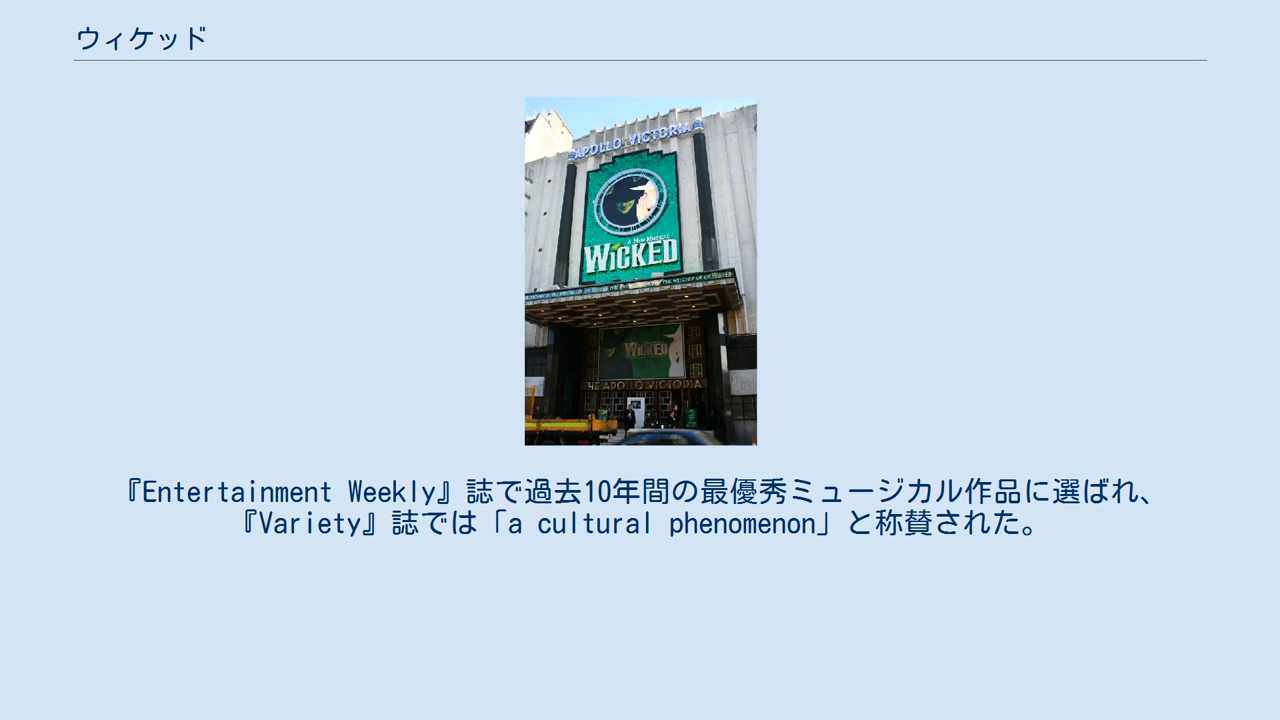 ウィケッド
APOLLO VICTORIA
A NEW MUSICAL
WICKED
WICKED
THE APOLLO VICTORIA
『Entertainment Weekly』誌で過去10年間の最優秀ミュージカル作品に選ばれ、
『Variety』誌では「a cultural phenomenon」と称賛された。